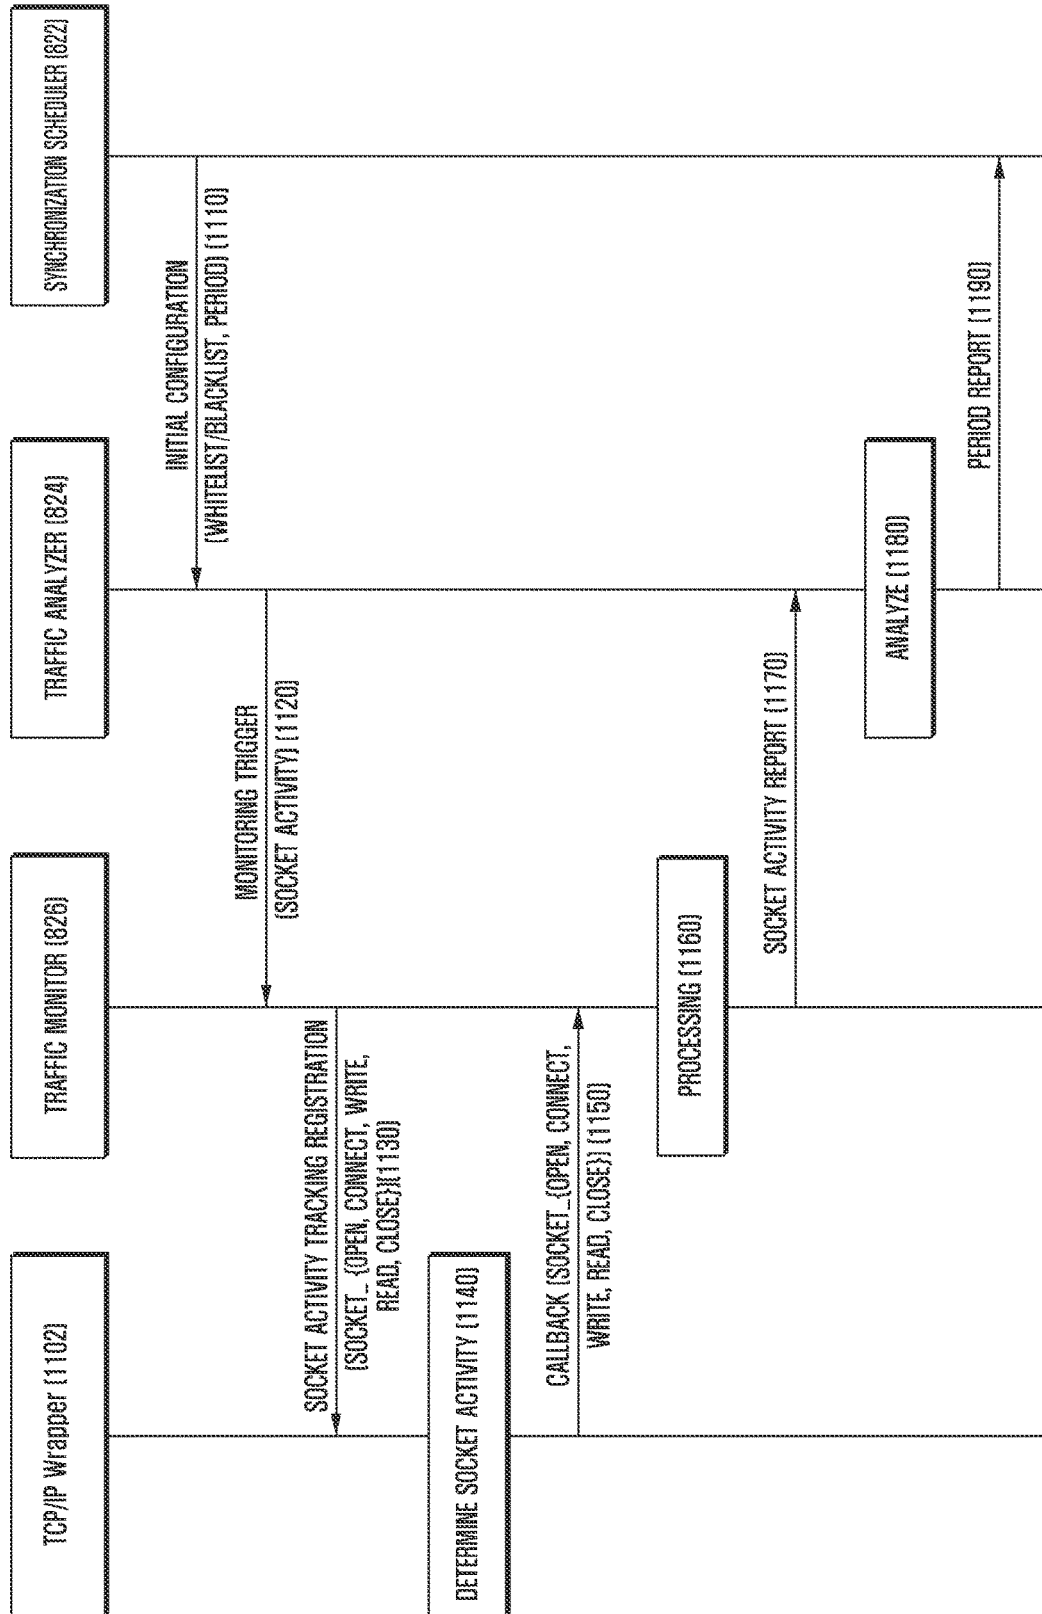 TCP/IP Wrapper (1102)
TRAFFIC MONITOR (826)
TRAFFIC ANALYZER (824)
SYNCHRONIZATION SCHEDULER (822)
INITIAL CONFIGURATION
(WHITELIST/BLACKLIST, PERIOD) (1110)
MONITORING TRIGGER
(SOCKET ACTIVITY) (1120)
SOCKET ACTIVITY TRACKING REGISTRATION
(SOCKET_ {OPEN, CONNECT, WRITE,
READ, CLOSE})(1130)
DETERMINE SOCKET ACTIVITY (1140)
CALLBACK (SOCKET_{OPEN, CONNECT,
WRITE, READ, CLOSE}) (1150)
PROCESSING (1160)
SOCKET ACTIVITY REPORT (1170)
ANALYZE (1180)
PERIOD REPORT (1190)